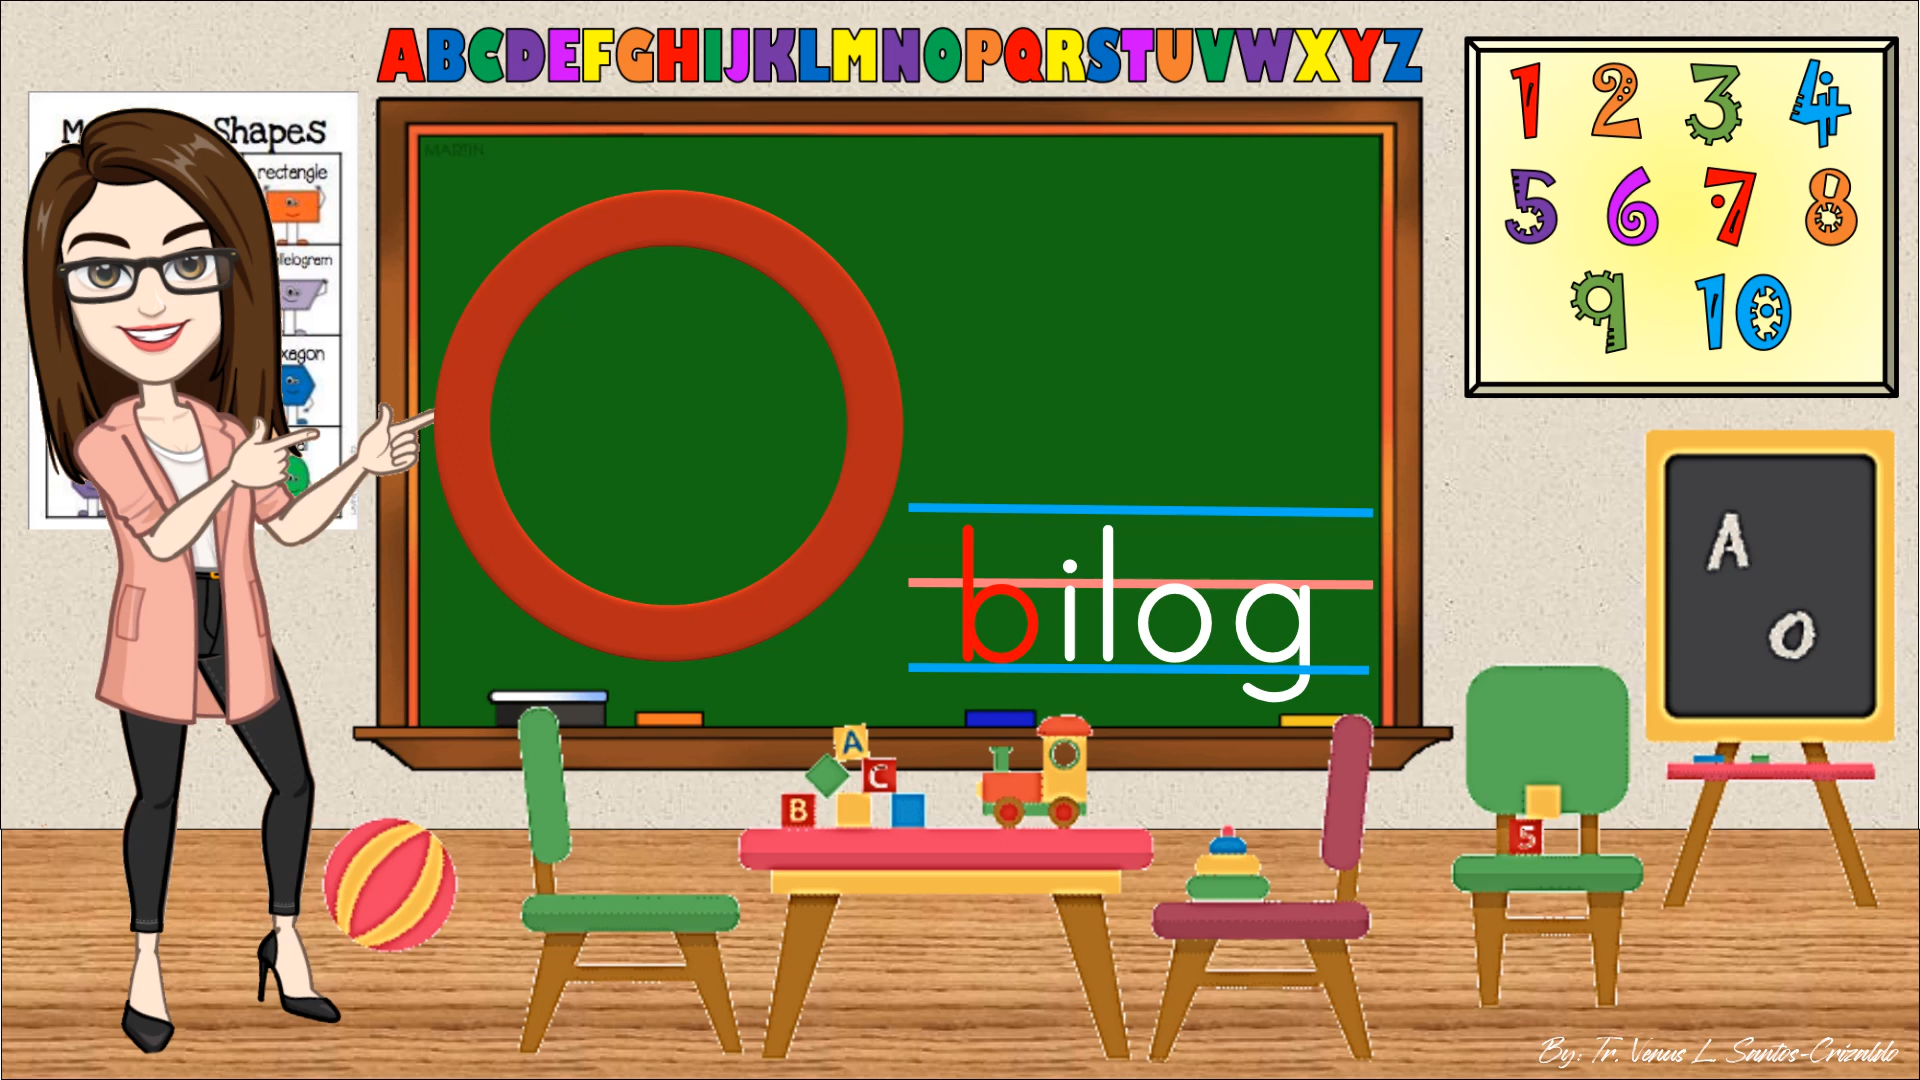 ABCDEFGHIJKLMNOPQRSTUVWXYZ
Shapes
rectangle
MARTIN
bilog
1 2 3 4
5 6 7 8
9 10
A
O
A
C
B
5
By: Tr. Venus L. Santos-Crizaldo